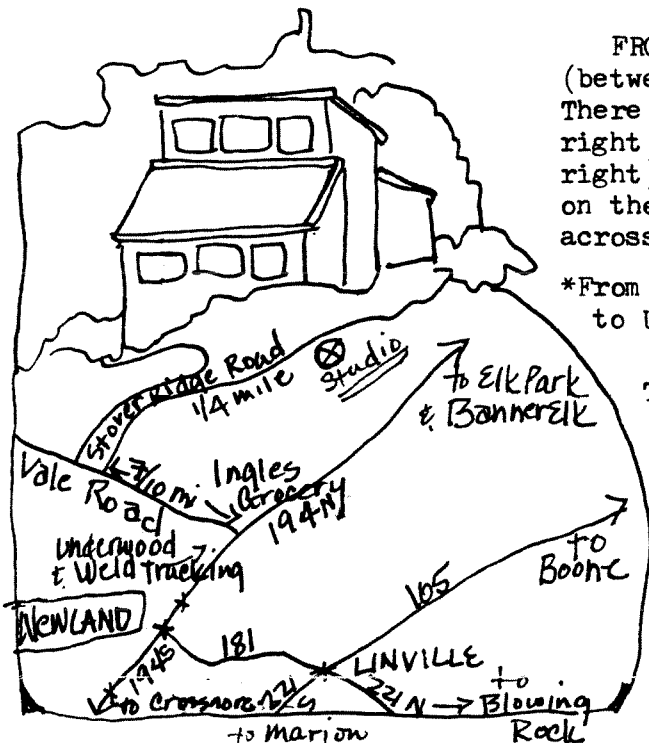 FRO
(betwe
There
right
right
on the
across
*From
to U
T
Stover Ridge Road
1/4 mile
Studio
to Elk Park
& Banner Elk
7/10 mi
Ingles
Grocery
Vale Road
194 N
Underwood
& Weld Trucking
to
Boone
105
NEWLAND
181
LINVILLE
194 S
to Crossnore
221 S
221 N → to Blowing
Rock
to Marion